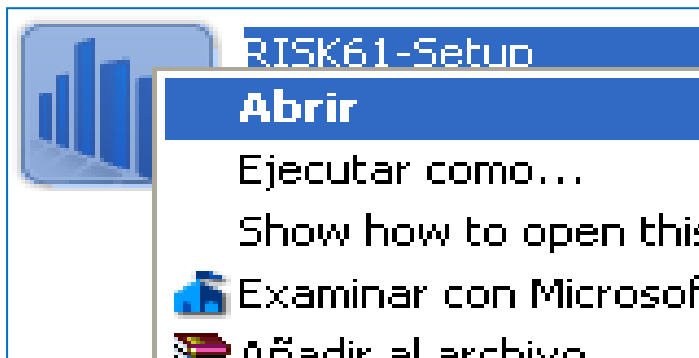 RISK61-Setup
Abrir
Ejecutar como...
Show how to open this
Examinar con Microsof
Añadir al archivo